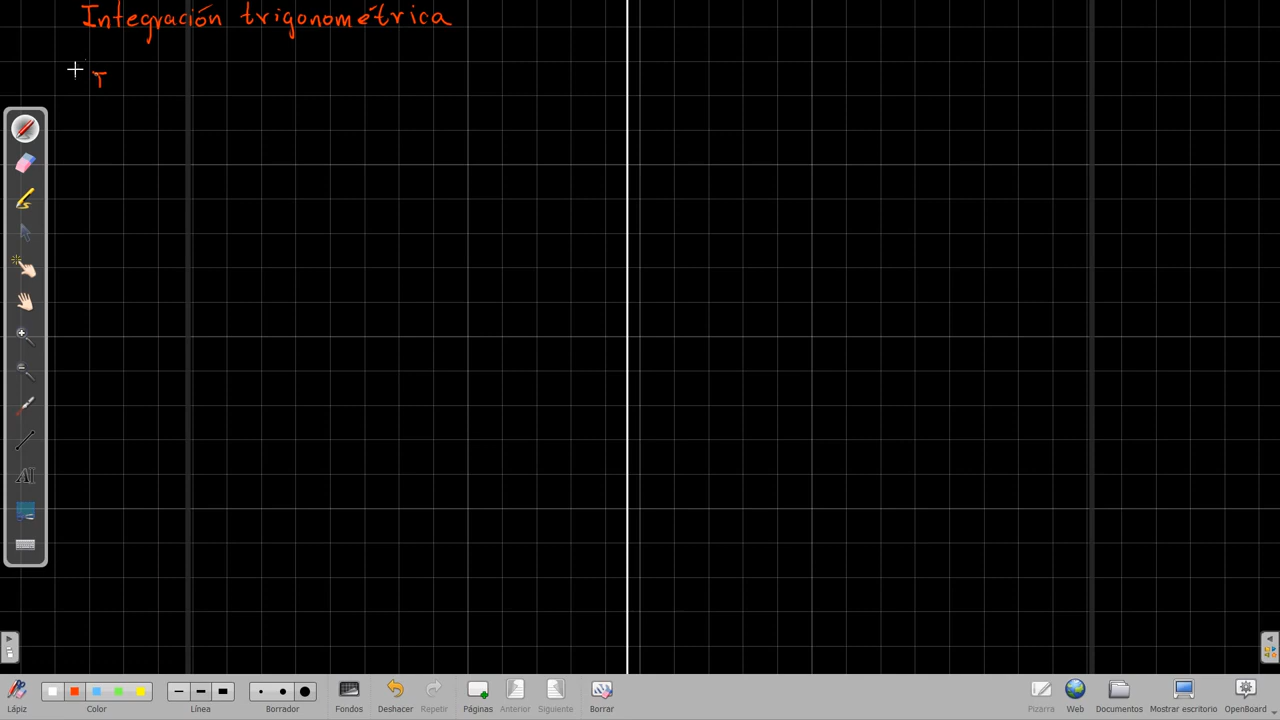 Integración trigonométrica
T
AI
Lápiz
Color
Línea
Borrador
Fondos
Deshacer
Repetir
Páginas
Anterior
Siguiente
Borrar
Pizarra
Web
Documentos
Mostrar escritorio
OpenBoard